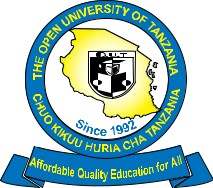 THE OPEN UNIVERSITY OF TANZANIA
CHUO KIKUU HURIA CHA TANZANIA
Since 1992
Affordable Quality Education for All